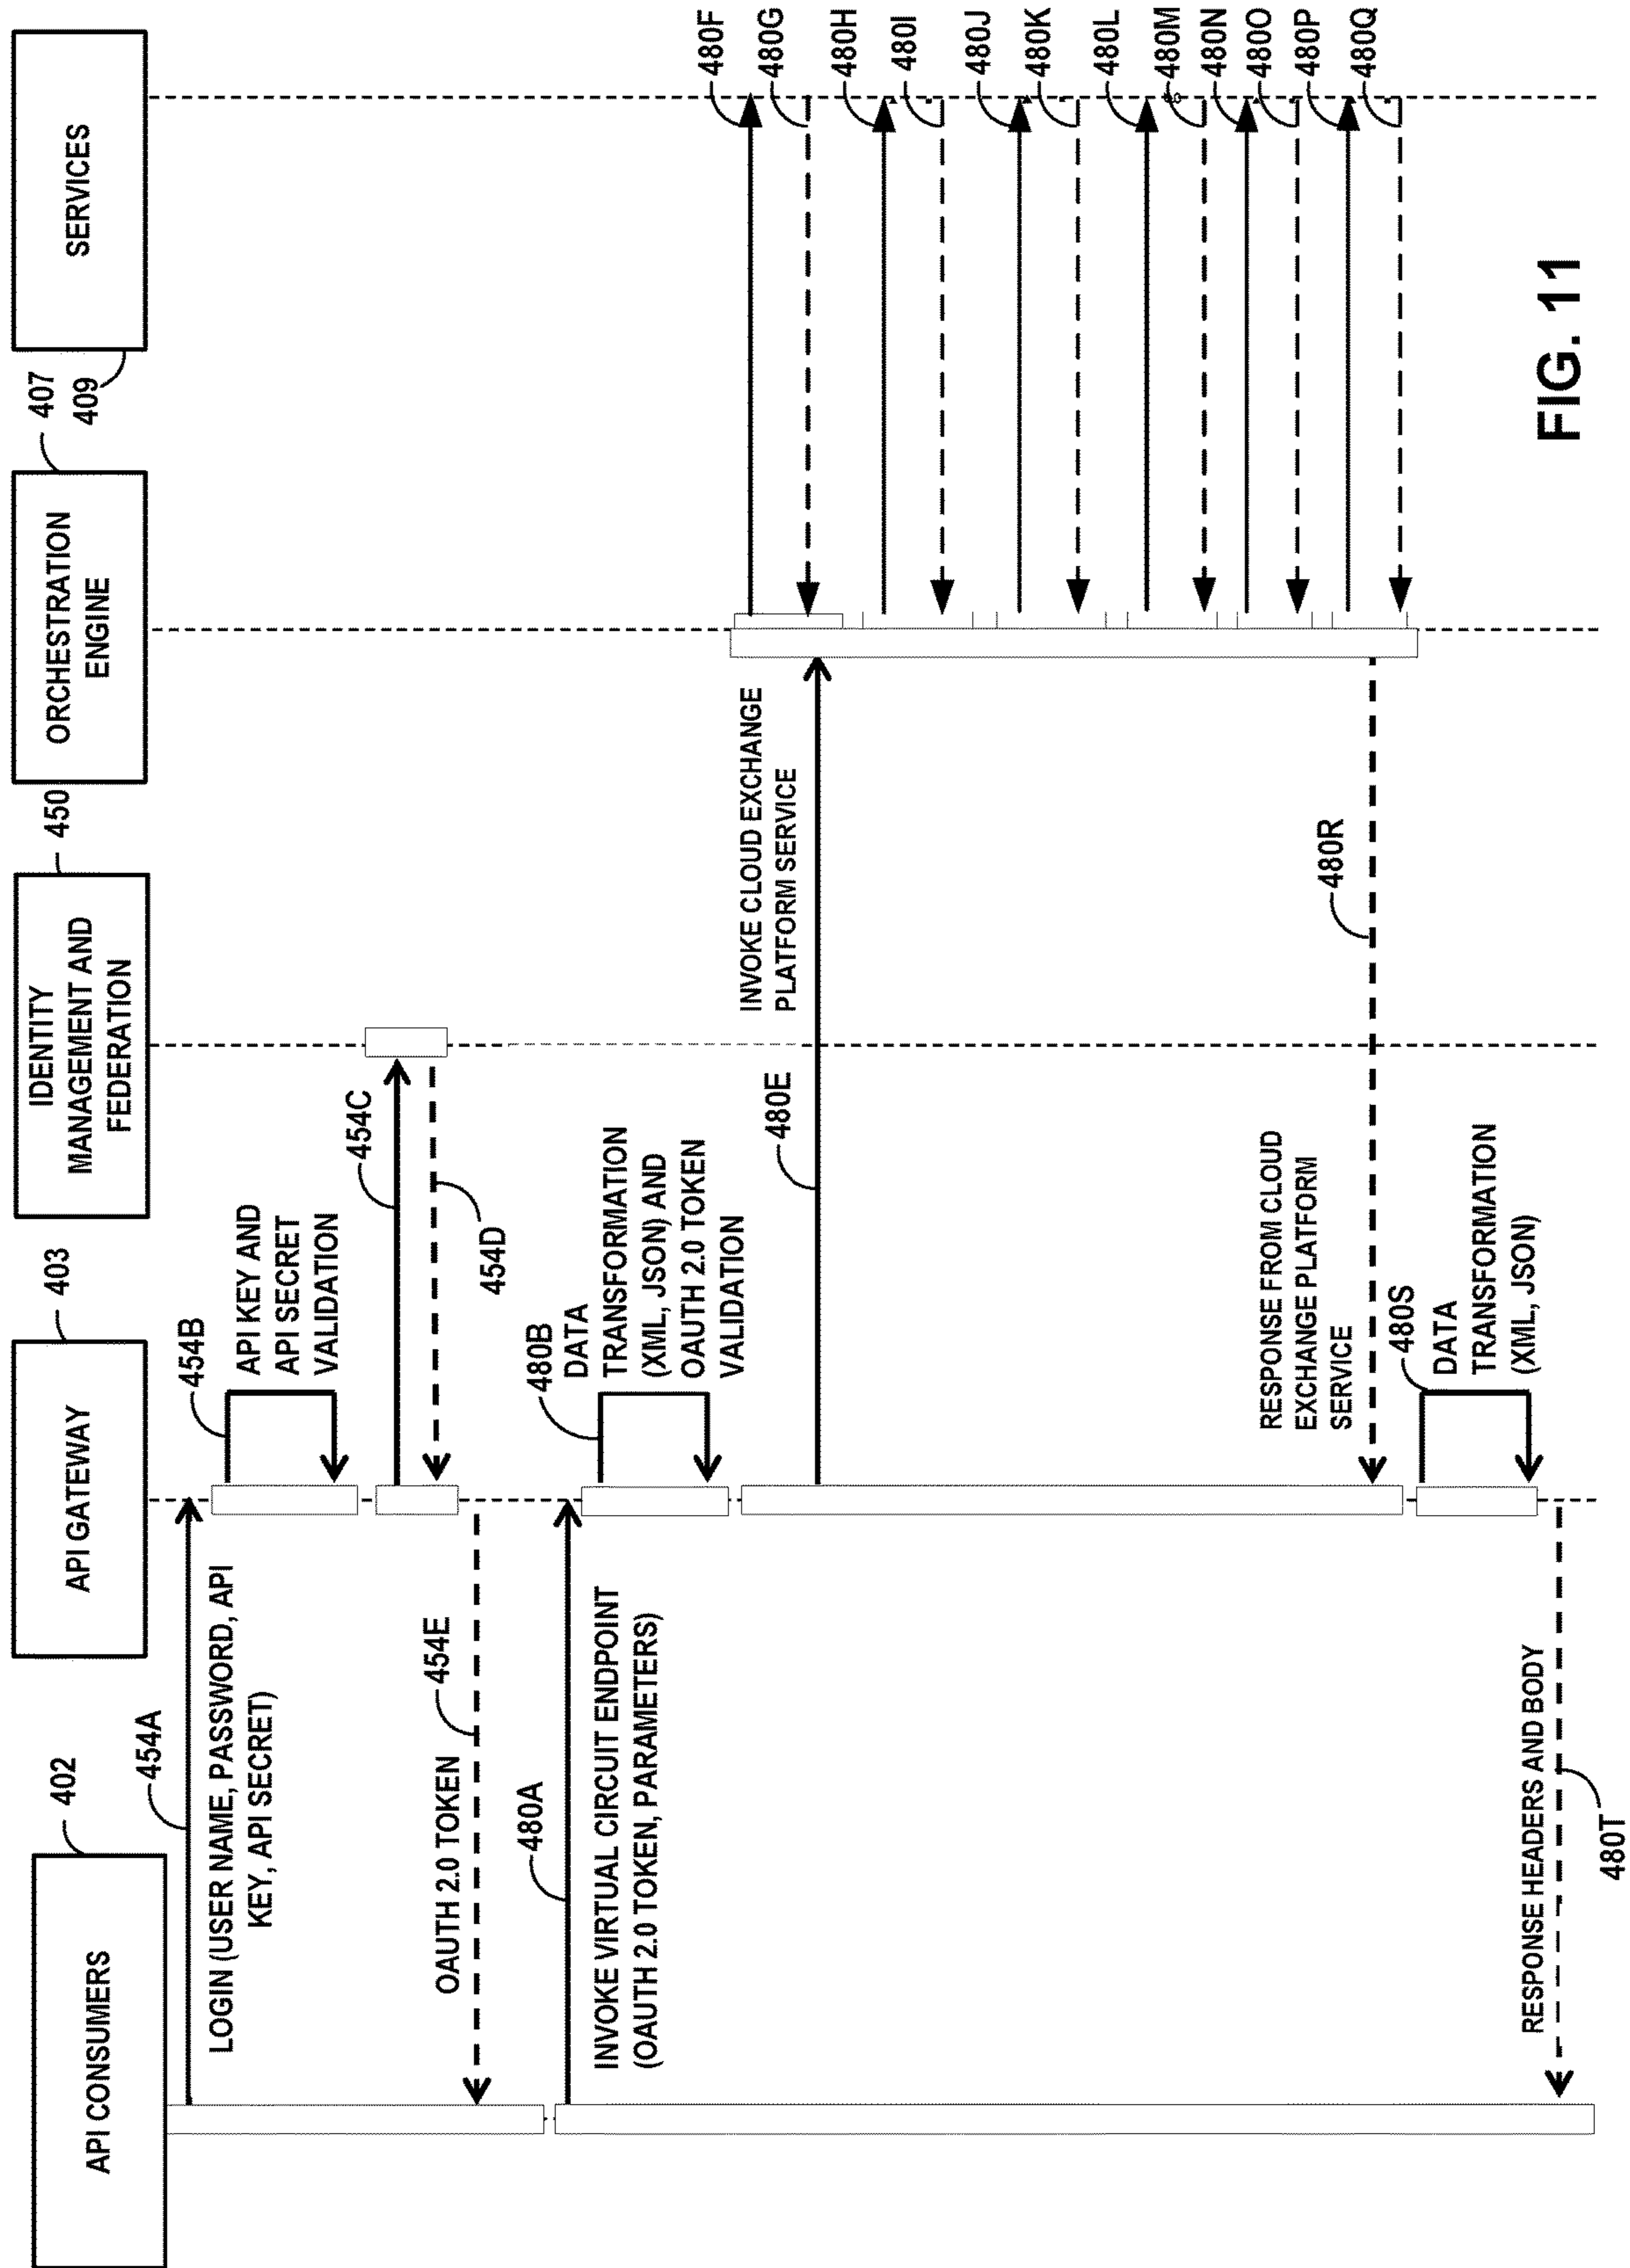 API CONSUMERS
402
API GATEWAY
403
IDENTITY
MANAGEMENT AND
FEDERATION
450
ORCHESTRATION
ENGINE
407
SERVICES
409
454A
LOGIN (USER NAME, PASSWORD, API
KEY, API SECRET)
454B
API KEY AND
API SECRET
VALIDATION
454C
454D
454E
OAUTH 2.0 TOKEN
480A
INVOKE VIRTUAL CIRCUIT ENDPOINT
(OAUTH 2.0 TOKEN, PARAMETERS)
480B
DATA
TRANSFORMATION
(XML, JSON) AND
OAUTH 2.0 TOKEN
VALIDATION
480E
INVOKE CLOUD EXCHANGE
PLATFORM SERVICE
480F
480G
480H
480I
480J
480K
480L
480M
480N
480O
480P
480Q
480R
RESPONSE FROM CLOUD
EXCHANGE PLATFORM
SERVICE
480S
DATA
TRANSFORMATION
(XML, JSON)
RESPONSE HEADERS AND BODY
480T
FIG. 11